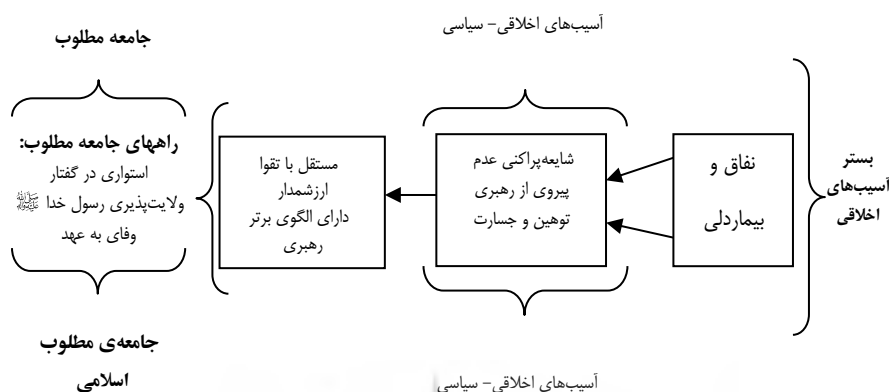 آسیب‌های اخلاقی– سیاسی
جامعه مطلوب
بستر
آسیب‌های
اخلاقی
نفاق و
بیماردلی
شایعه‌پراکنی عدم
پیروی از رهبری
توهین و جسارت
مستقل با تقوا
ارزشمدار
دارای الگوی برتر
رهبری
راههای جامعه مطلوب:
استواری در گفتار
ولایت‌پذیری رسول خدا ﷺ
وفای به عهد
جامعه‌ی مطلوب
اسلامی
آسیب‌های اخلاقی– سیاسی